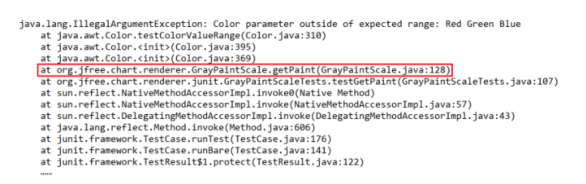 java.lang.IllegalArgumentException: Color parameter outside of expected range: Red Green Blue
at java.awt.Color.testColorValueRange(Color.java:310)
at java.awt.Color.<init>(Color.java:395)
at java.awt.Color.<init>(Color.java:369)
at org.jfree.chart.renderer.GrayPaintScale.getPaint(GrayPaintScale.java:128)
at org.jfree.chart.renderer.junit.GrayPaintScaleTests.testGetPaint(GrayPaintScaleTests.java:107)
at sun.reflect.NativeMethodAccessorImpl.invoke0(Native Method)
at sun.reflect.NativeMethodAccessorImpl.invoke(NativeMethodAccessorImpl.java:57)
at sun.reflect.DelegatingMethodAccessorImpl.invoke(DelegatingMethodAccessorImpl.java:43)
at java.lang.reflect.Method.invoke(Method.java:606)
at junit.framework.TestCase.runTest(TestCase.java:176)
at junit.framework.TestCase.runBare(TestCase.java:141)
at junit.framework.TestResult$1.protect(TestResult.java:122)
……